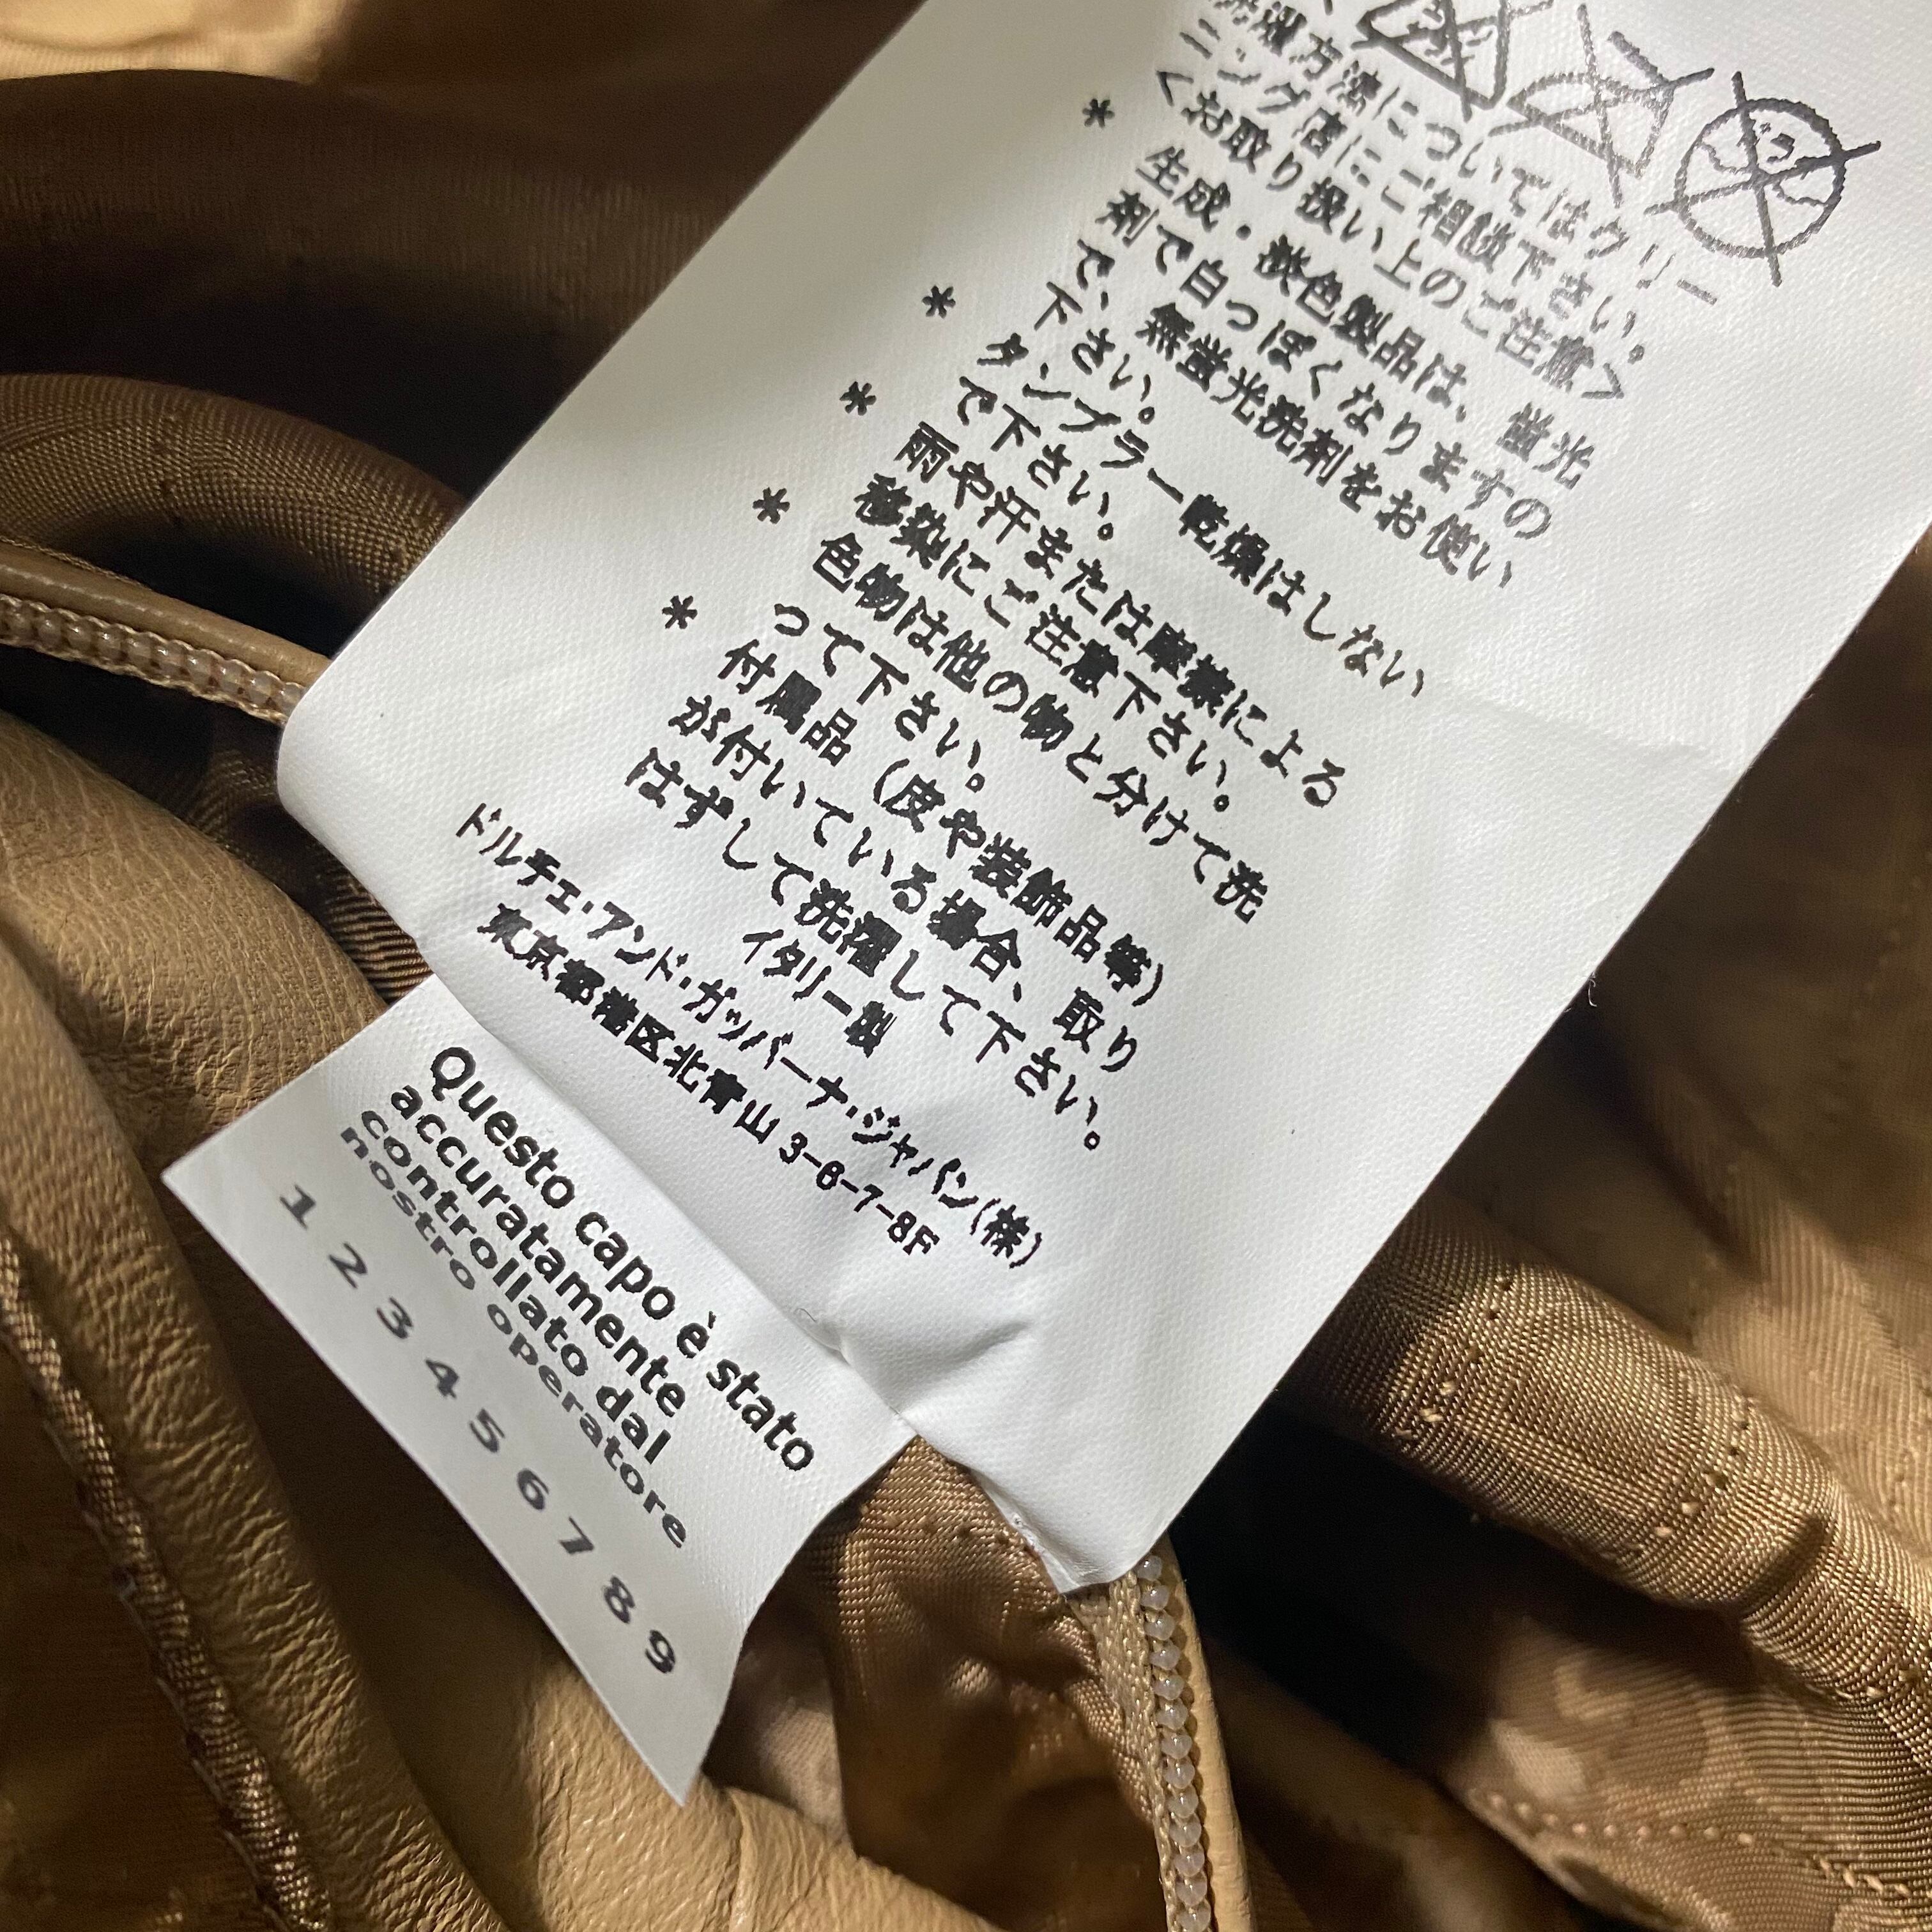 洗濯方法についてはクリー
ニング店にご相談下さい。
くお取り扱い上のご注意>
* 生成・淡色製品は、蛍光
剤で白っぽくなりますの
で、無蛍光洗剤をお使い
下さい。
* タンブラー乾燥はしない
で下さい。
* 雨や汗または摩擦による
移染にご注意下さい。
* 色物は他の物と分けて洗
って下さい。
* 付属品（皮や装飾品等）
が付いている場合、取り
はずして洗濯して下さい。
イタリー製
ドルチェ・アンド・ガッバーナ・ジャパン(株)
東京都港区北青山 3-6-7-8F
Questo capo è stato
accuratamente
controllato dal
nostro operatore
1 2 3 4 5 6 7 8 9